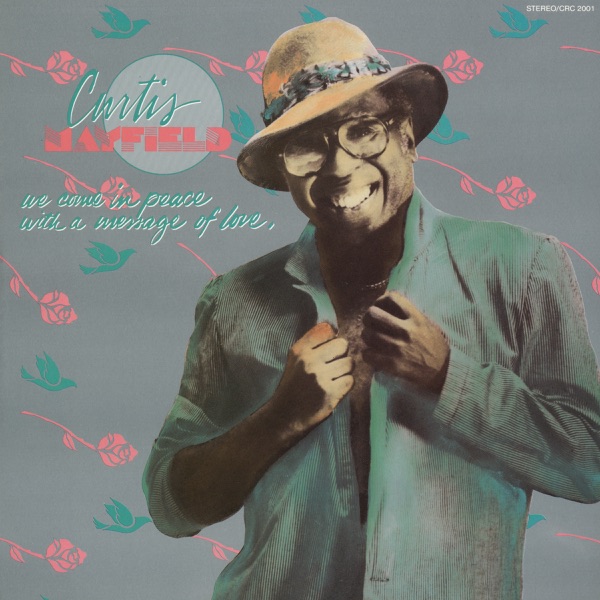 STEREO/CRC 2001
Curtis
MAYFIELD
we come in peace
with a message of love.